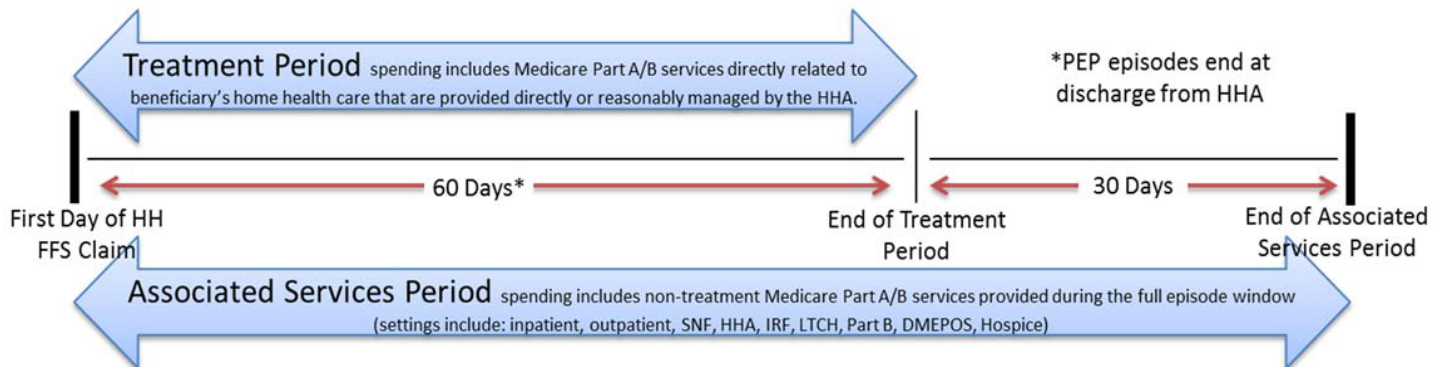 Treatment Period spending includes Medicare Part A/B services directly related to
beneficiary's home health care that are provided directly or reasonably managed by the HHA.
*PEP episodes end at
discharge from HHA
60 Days*
30 Days
First Day of HH
FFS Claim
End of Treatment
Period
End of Associated
Services Period
Associated Services Period spending includes non-treatment Medicare Part A/B services provided during the full episode window
(settings include: inpatient, outpatient, SNF, HHA, IRF, LTCH, Part B, DMEPOS, Hospice)